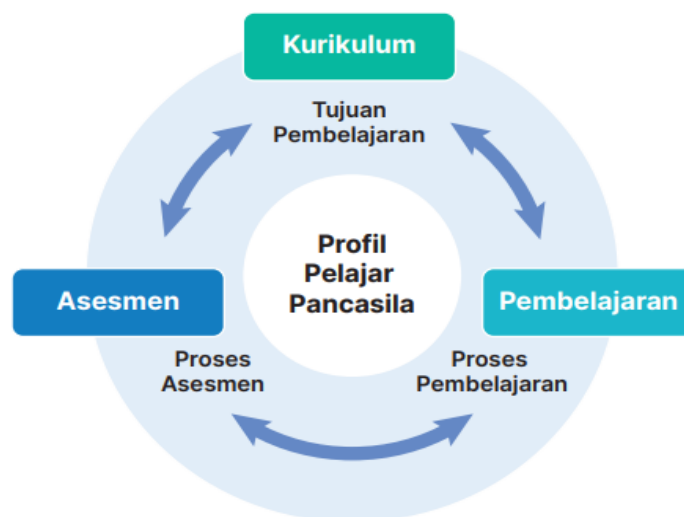 Kurikulum
Tujuan
Pembelajaran
Profil
Pelajar
Pancasila
Asesmen
Pembelajaran
Proses
Asesmen
Proses
Pembelajaran